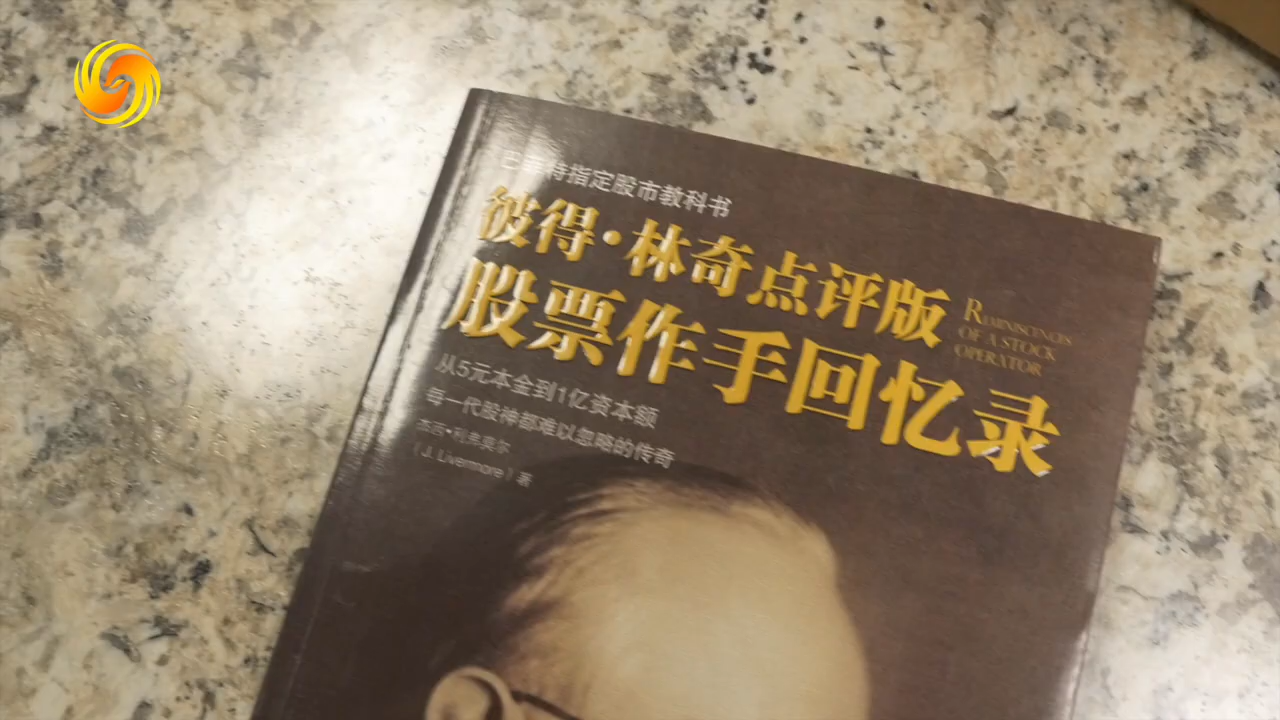 巴菲特指定股市教科书
彼得·林奇点评版
股票作手回忆录
REMINISCENCES
OF A STOCK
OPERATOR
从5元本金到1亿资本额
每一代股神都难以忽略的传奇
杰西·利弗莫尔
（J. Livermore）著